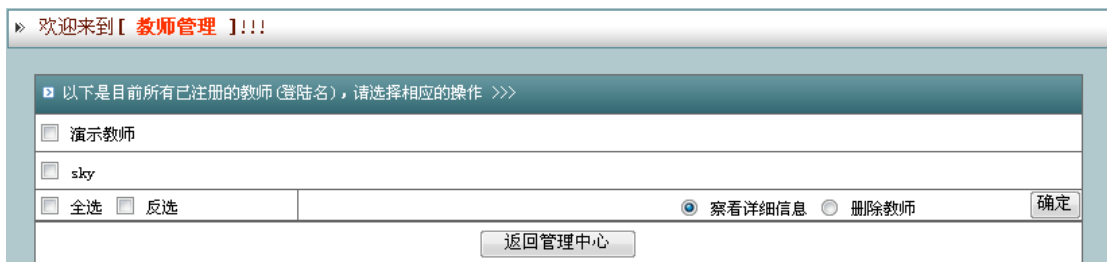 欢迎来到[ 教师管理 ]!!!
以下是目前所有已注册的教师(登陆名),请选择相应的操作 >>>
演示教师
sky
全选 反选 察看详细信息 删除教师 确定
返回管理中心